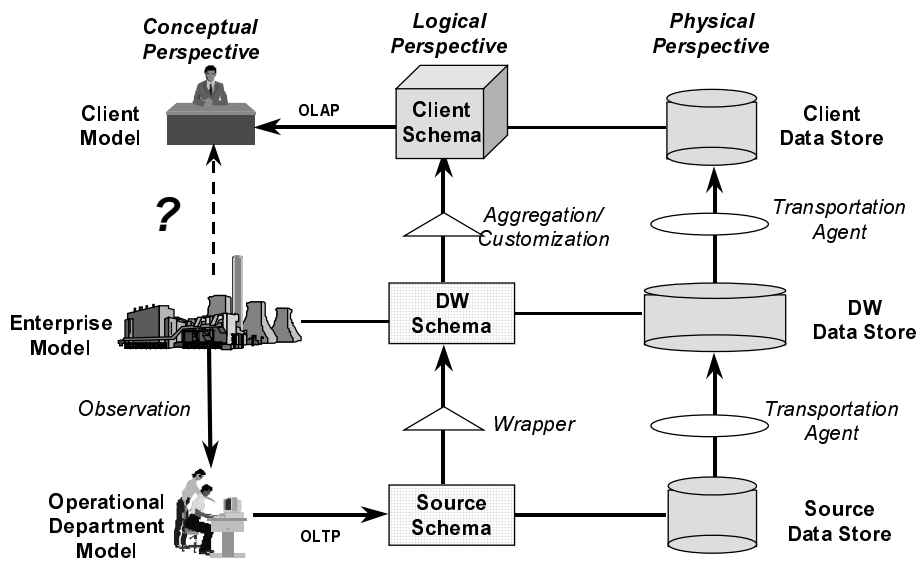 Conceptual
Perspective
Logical
Perspective
Physical
Perspective
Client
Model
OLAP
Client
Schema
Client
Data Store
?
Aggregation/
Customization
Transportation
Agent
Enterprise
Model
DW
Schema
DW
Data Store
Observation
Wrapper
Transportation
Agent
Operational
Department
Model
OLTP
Source
Schema
Source
Data Store